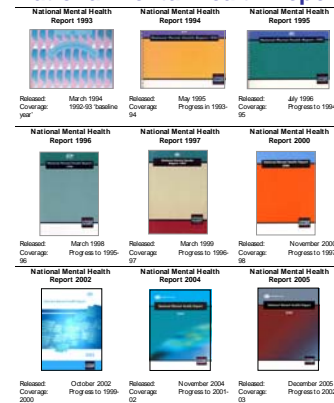 National Mental Health
Report 1993
National Mental Health
Report 1994
National Mental Health
Report 1995
Released: March 1994
Coverage: 1992-93 'baseline
year'
Released: May 1995
Coverage: Progress in 1993-
94
Released: July 1996
Coverage: Progress to 1994
95
National Mental Health
Report 1996
National Mental Health
Report 1997
National Mental Health
Report 2000
Released: March 1998
Coverage: Progress to 1995-
96
Released: March 1999
Coverage: Progress to 1996-
97
Released: November 2000
Coverage: Progress to 1997
98
National Mental Health
Report 2002
National Mental Health
Report 2004
National Mental Health
Report 2005
Released: October 2002
Coverage: Progress to 1999-
2000
Released: November 2004
Coverage: Progress to 2001-
02
Released: December 2005
Coverage: Progress to 2002
03